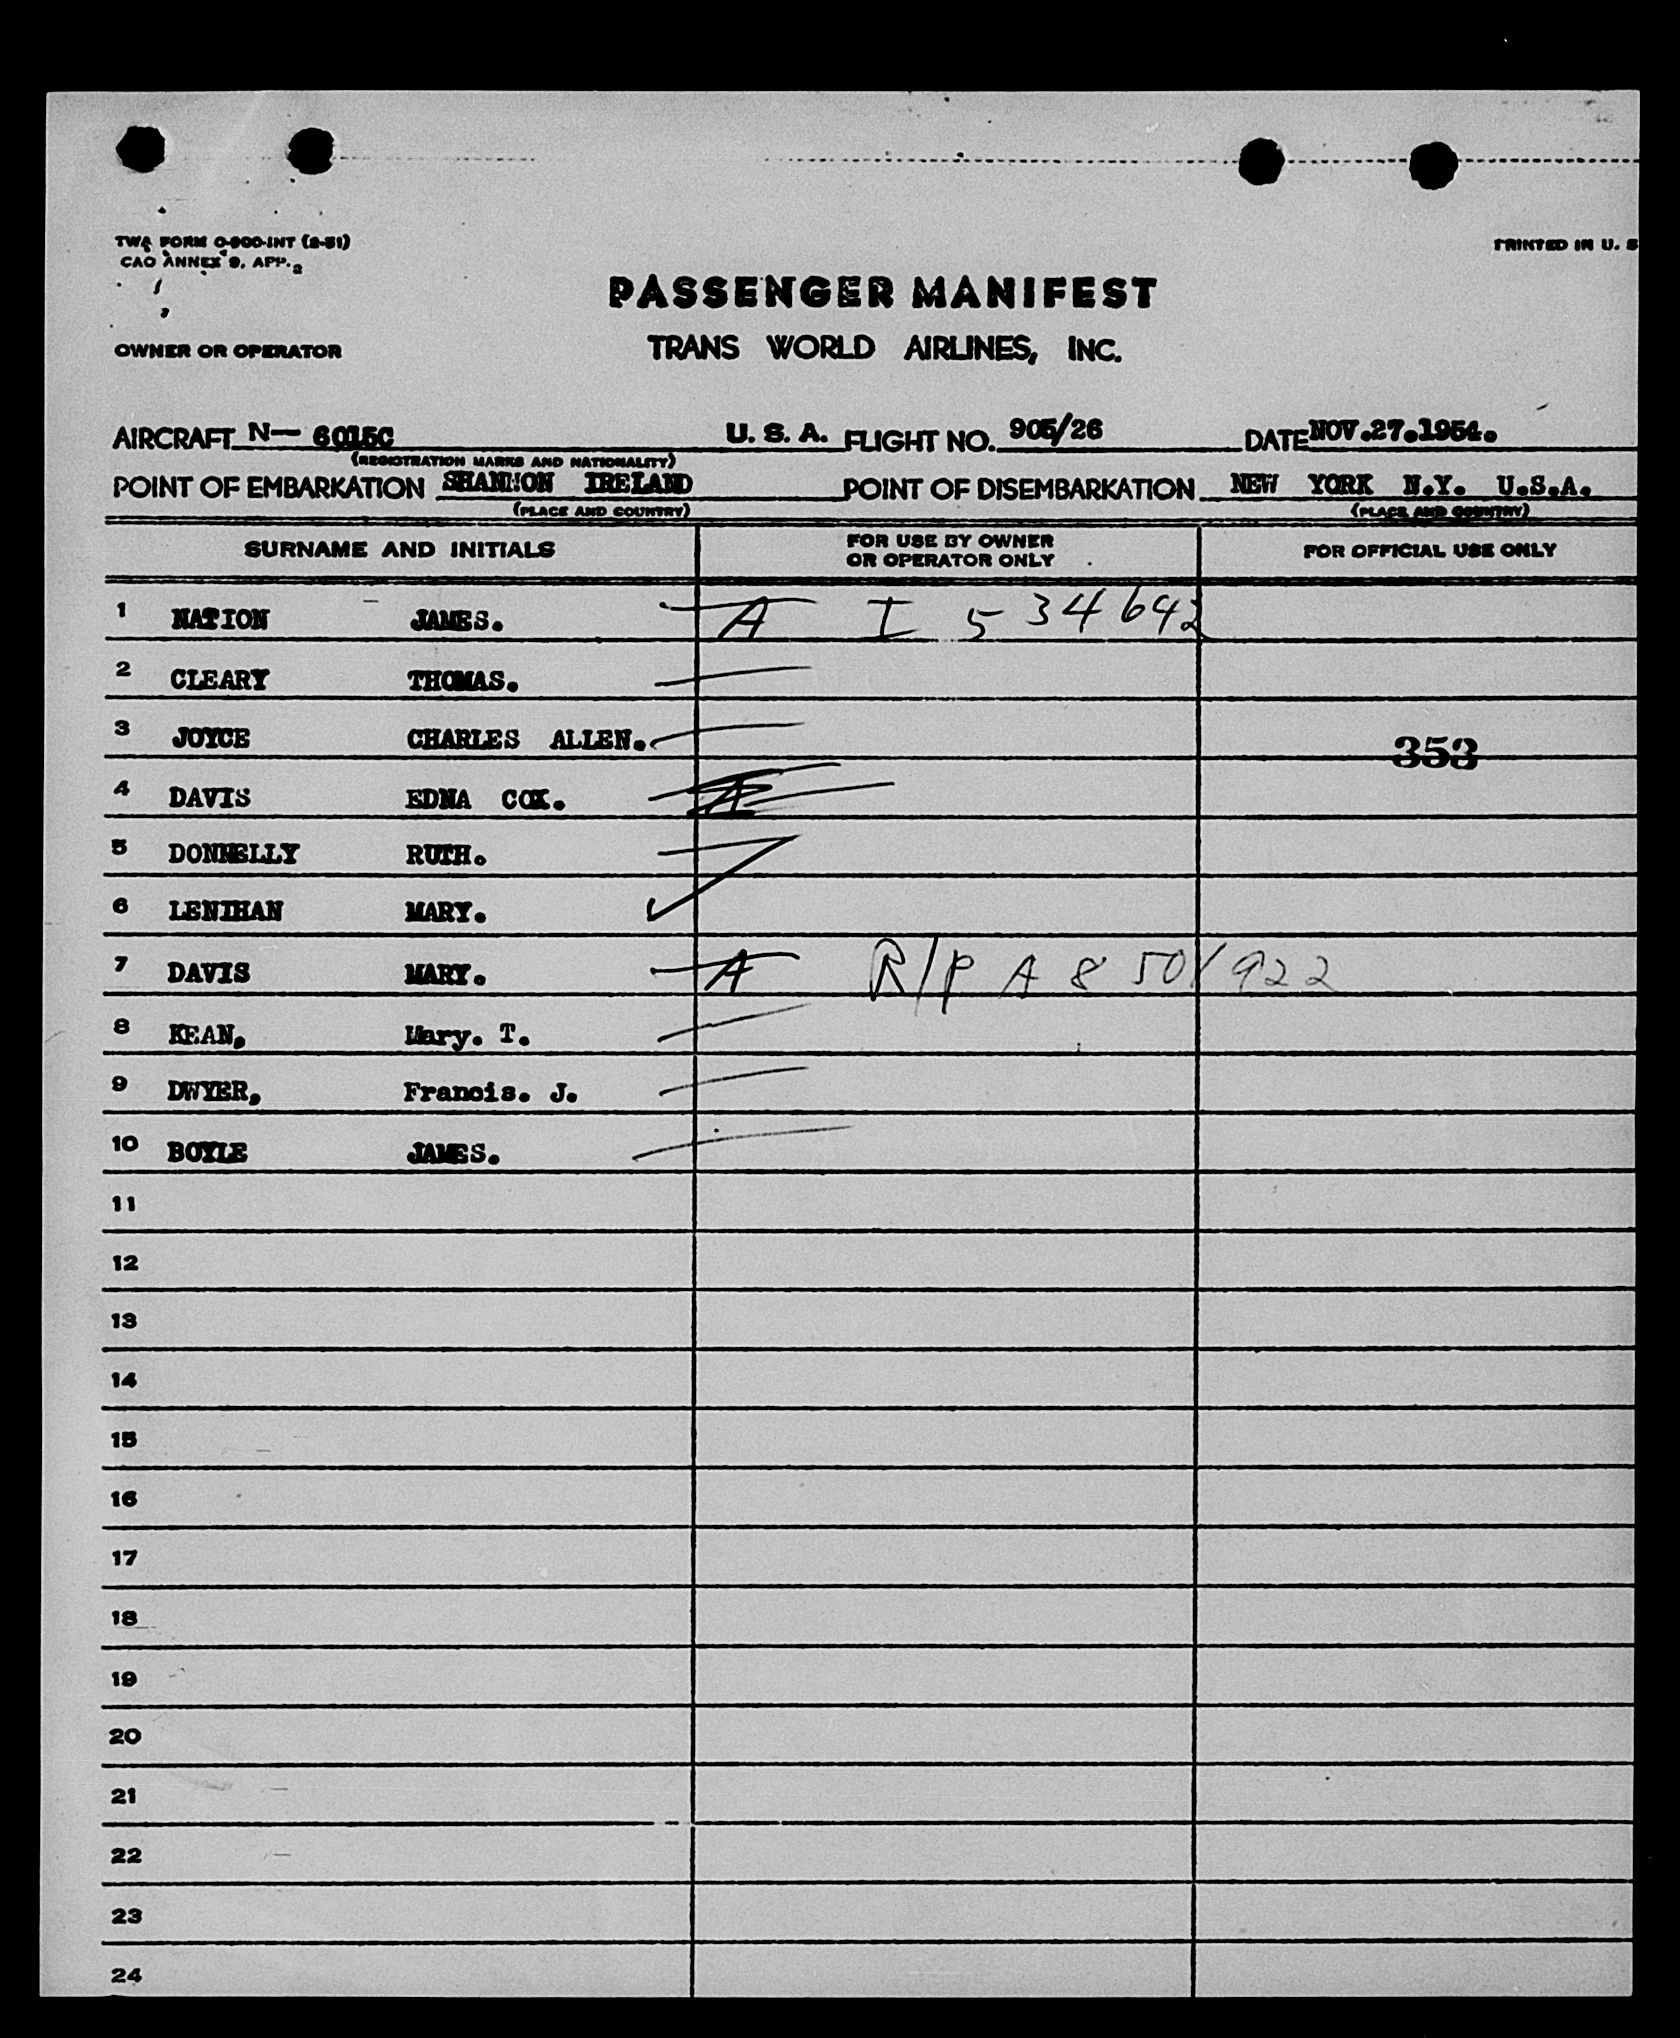 TWA FORM O-900-INT (2-51)
PRINTED IN U. S
CAO ANNEX 9, APP. 2
PASSENGER MANIFEST
OWNER OR OPERATOR
TRANS WORLD AIRLINES, INC.
AIRCRAFT N— 6015C U. S. A. FLIGHT NO. 905/26 DATE NOV.27.1954.
(REGISTRATION MARKS AND NATIONALITY)
POINT OF EMBARKATION SHANNON IRELAND POINT OF DISEMBARKATION NEW YORK N.Y. U.S.A.
(PLACE AND COUNTRY) (PLACE AND COUNTRY)
SURNAME AND INITIALS FOR USE BY OWNER OR OPERATOR ONLY FOR OFFICIAL USE ONLY
1 NATION JAMES. A I 534642
2 CLEARY THOMAS.
3 JOYCE CHARLES ALLEN.
353
4 DAVIS EDNA COX.
5 DONNELLY RUTH.
6 LENIHAN MARY.
7 DAVIS MARY. A R/P A 8 501 922
8 KEAN, Mary. T.
9 DWYER, Francis. J.
10 BOYLE JAMES.
11
12
13
14
15
16
17
18
19
20
21
22
23
24